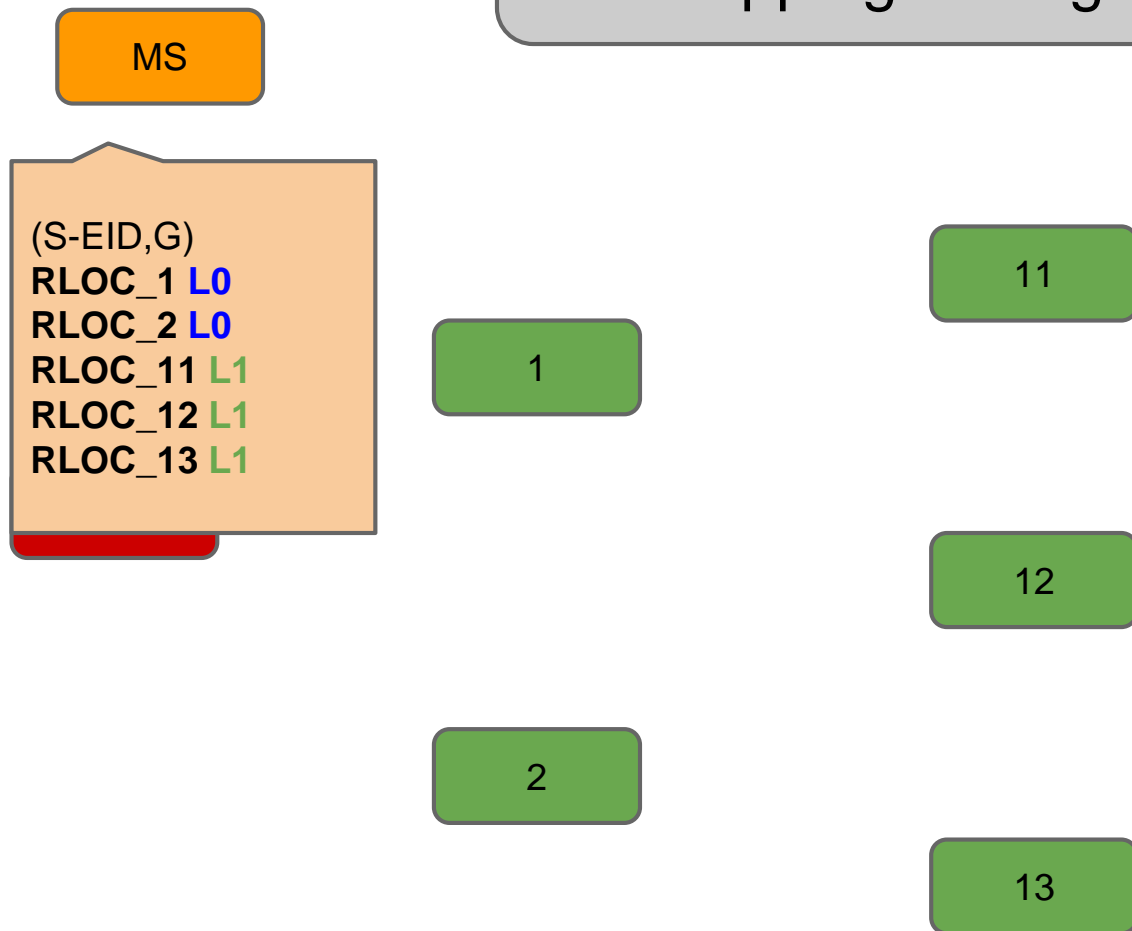 MS
(S-EID,G)
RLOC_1 L0
RLOC_2 L0
RLOC_11 L1
RLOC_12 L1
RLOC_13 L1
1
2
11
12
13